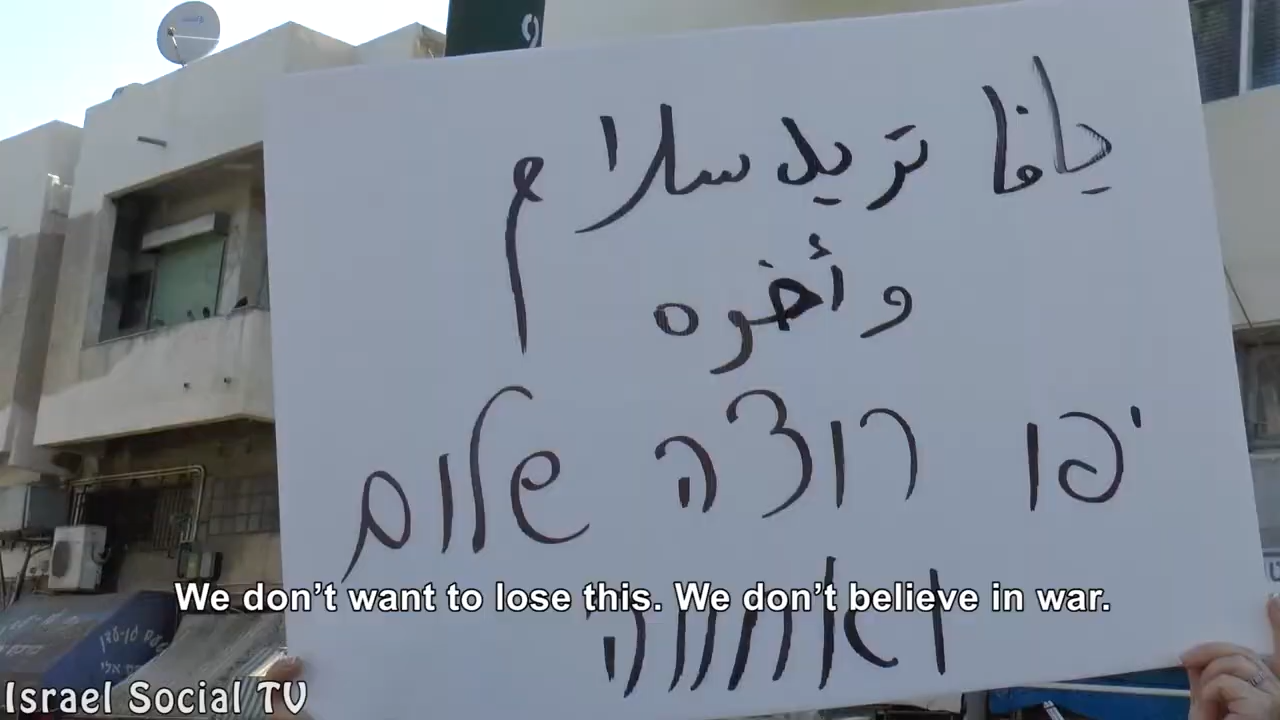 يافا تريد سلام
وأخوه
יפו רוצה שלום
ואחווה
We don't want to lose this. We don't believe in war.
Israel Social TV